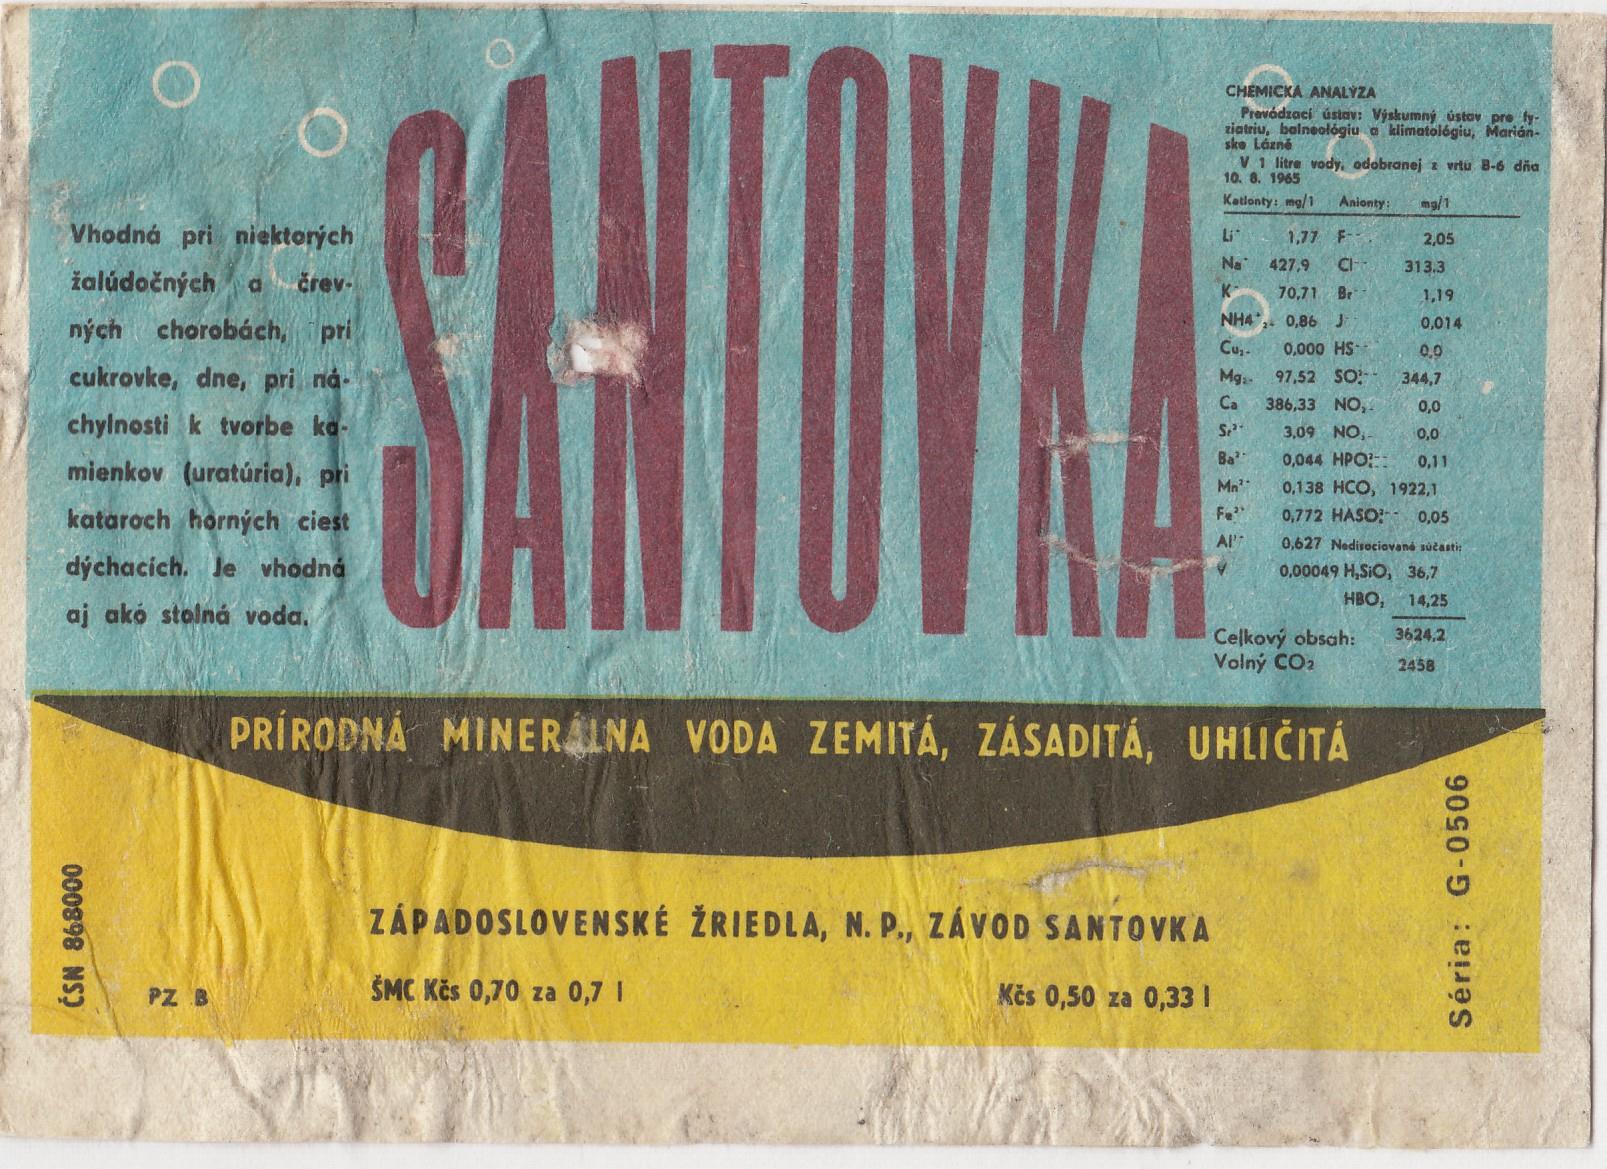 SANTOVKA
Vhodná pri niektorých
žalúdočných a črev-
ných chorobách, pri
cukrovke, dne, pri ná-
chylnosti k tvorbe ka-
mienkov (uratúria), pri
kataroch horných ciest
dýchacích. Je vhodná
aj ako stolná voda.
CHEMICKÁ ANALÝZA
Prevádzací ústav: Výskumný ústav pre fy-
ziatriu, balneológiu a klimatológiu, Marián-
ske Lázně
V 1 litre vody, odobranej z vrtu B-6 dňa
10. 8. 1965
Kationty: mg/l Anionty: mg/l
Li 1,77 F 2,05
Na 427,9 Cl 313,3
K 70,71 Br 1,19
NH4 0,86 J 0,014
Cu 0,000 HS 0,0
Mg 97,52 SO 344,7
Ca 386,33 NO 0,0
Sr 3,09 NO 0,0
Ba 0,044 HPO 0,11
Mn 0,138 HCO₃ 1922,1
Fe 0,772 HASO 0,05
Al 0,627 Nedisociované súčasti:
V 0,00049 H₂SiO₃ 36,7
HBO₂ 14,25
Celkový obsah: 3624,2
Volný CO₂ 2458
PRÍRODNÁ MINERÁLNA VODA ZEMITÁ, ZÁSADITÁ, UHLIČITÁ
ZÁPADOSLOVENSKÉ ŽRIEDLA, N. P., ZÁVOD SANTOVKA
ŠMC Kčs 0,70 za 0,7 l Kčs 0,50 za 0,33 l
PZ B
ČSN 868000
Séria: G-0506